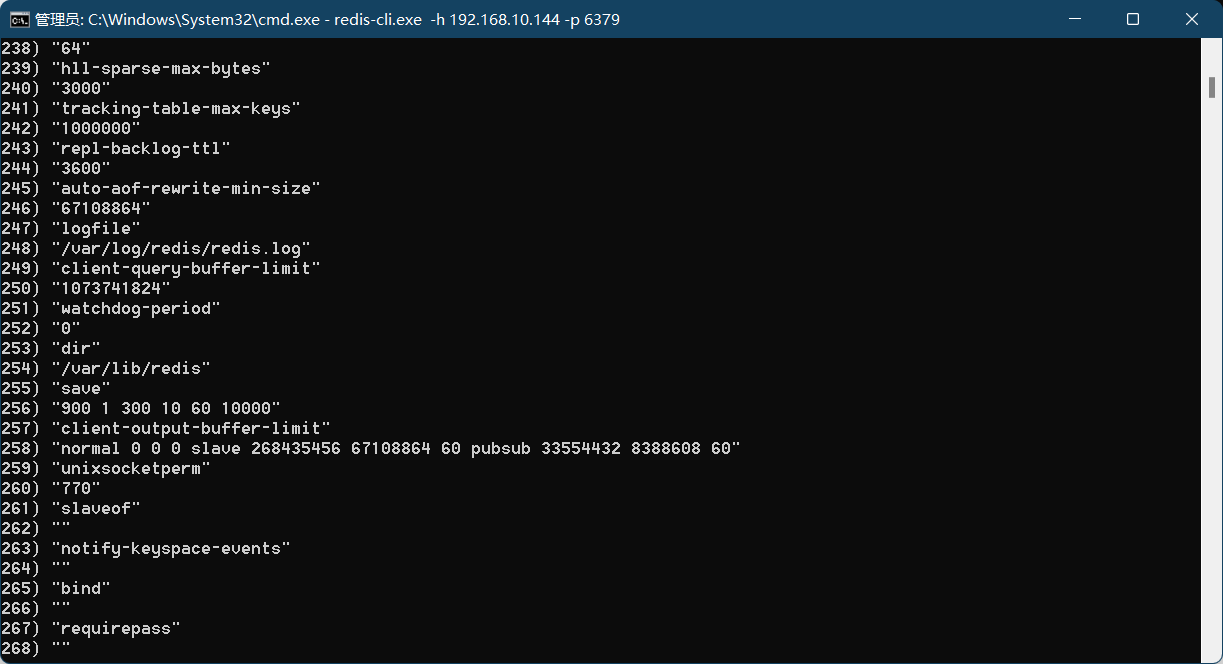 管理员: C:\Windows\System32\cmd.exe - redis-cli.exe  -h 192.168.10.144 -p 6379
238) "64"
239) "hll-sparse-max-bytes"
240) "3000"
241) "tracking-table-max-keys"
242) "1000000"
243) "repl-backlog-ttl"
244) "3600"
245) "auto-aof-rewrite-min-size"
246) "67108864"
247) "logfile"
248) "/var/log/redis/redis.log"
249) "client-query-buffer-limit"
250) "1073741824"
251) "watchdog-period"
252) "0"
253) "dir"
254) "/var/lib/redis"
255) "save"
256) "900 1 300 10 60 10000"
257) "client-output-buffer-limit"
258) "normal 0 0 0 slave 268435456 67108864 60 pubsub 33554432 8388608 60"
259) "unixsocketperm"
260) "770"
261) "slaveof"
262) ""
263) "notify-keyspace-events"
264) ""
265) "bind"
266) ""
267) "requirepass"
268) ""